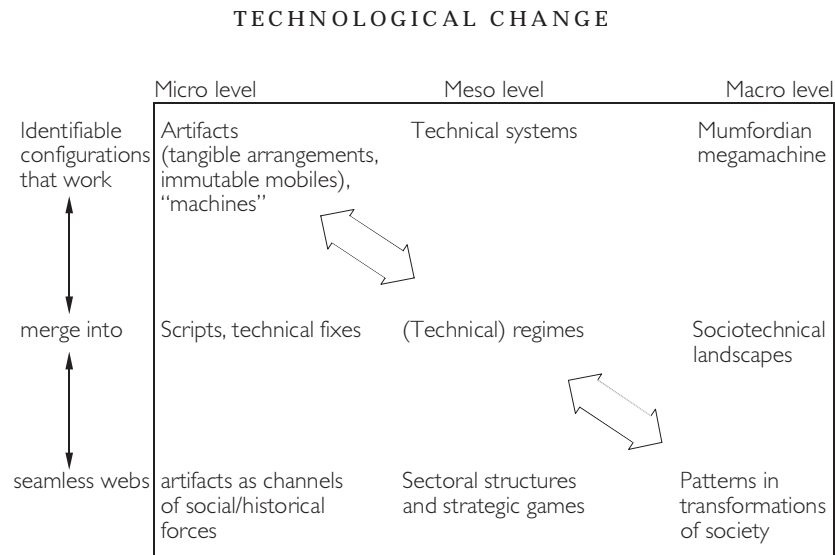 TECHNOLOGICAL CHANGE
Micro level
Meso level
Macro level
Identifiable
configurations
that work
Artifacts
(tangible arrangements,
immutable mobiles),
“machines”
Technical systems
Mumfordian
megamachine
merge into
Scripts, technical fixes
(Technical) regimes
Sociotechnical
landscapes
seamless webs
artifacts as channels
of social/historical
forces
Sectoral structures
and strategic games
Patterns in
transformations
of society